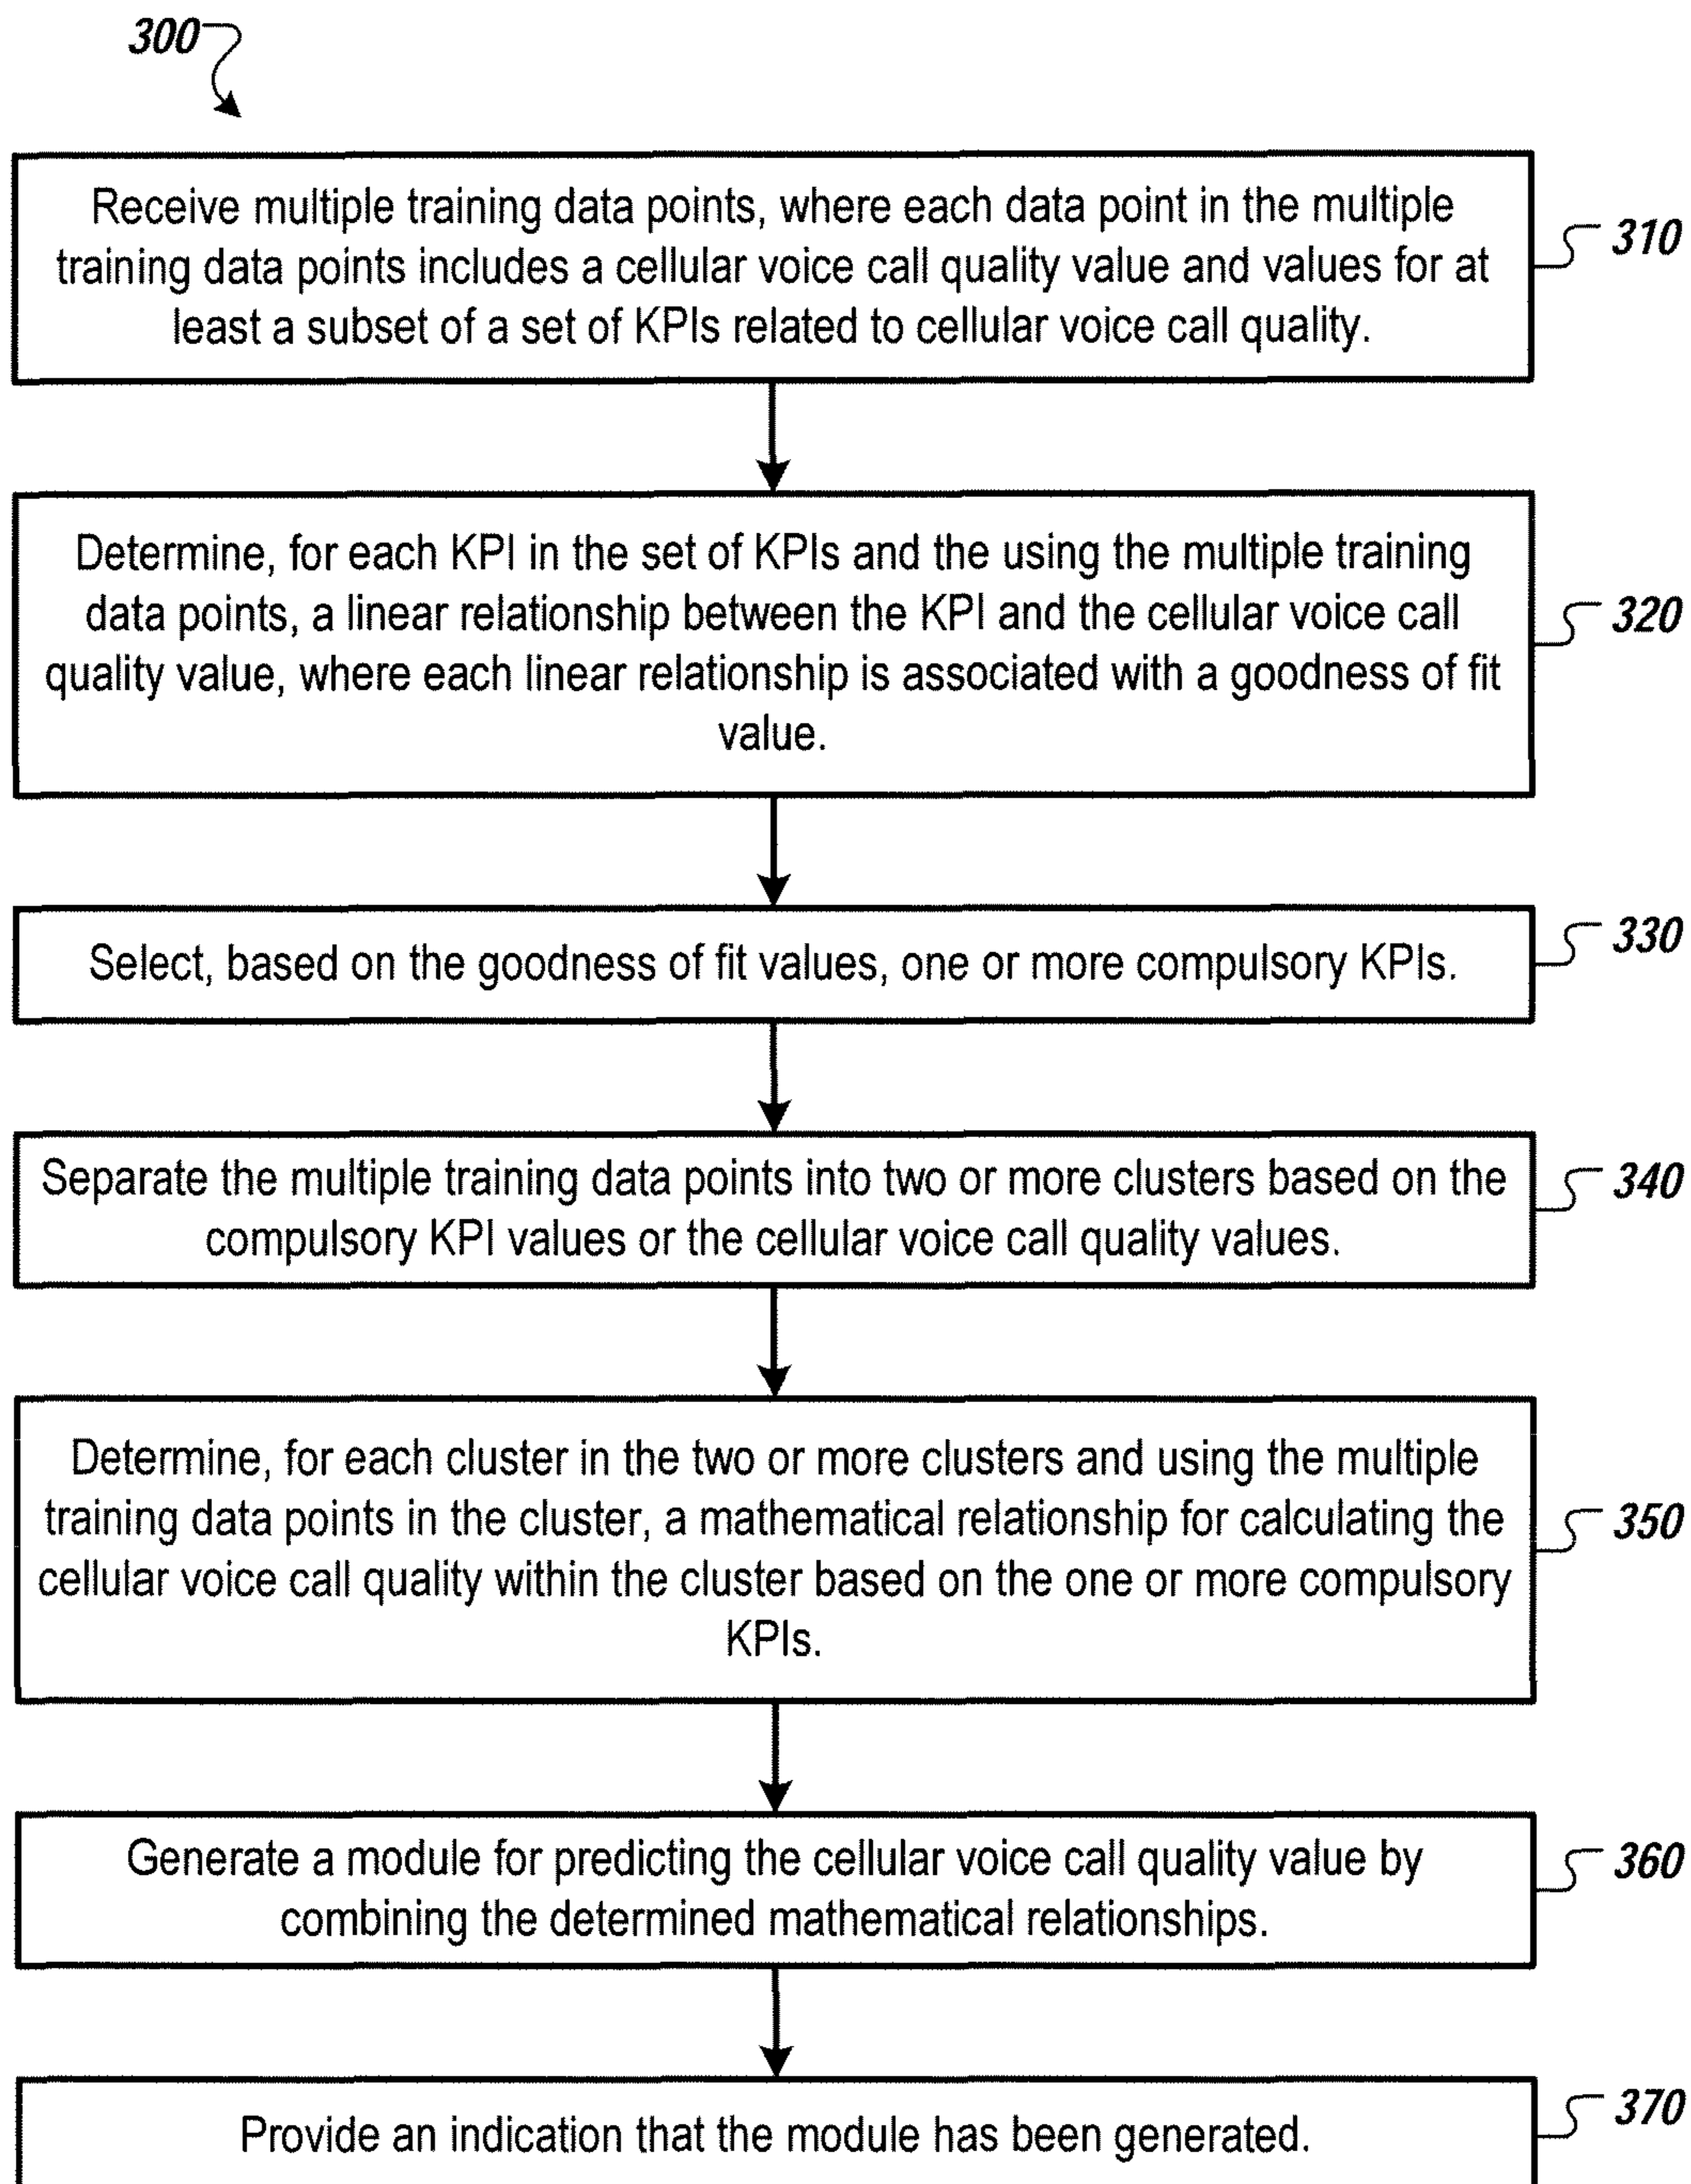 300
Receive multiple training data points, where each data point in the multiple
training data points includes a cellular voice call quality value and values for at
least a subset of a set of KPIs related to cellular voice call quality.
310
Determine, for each KPI in the set of KPIs and the using the multiple training
data points, a linear relationship between the KPI and the cellular voice call
quality value, where each linear relationship is associated with a goodness of fit
value.
320
Select, based on the goodness of fit values, one or more compulsory KPIs.
330
Separate the multiple training data points into two or more clusters based on the
compulsory KPI values or the cellular voice call quality values.
340
Determine, for each cluster in the two or more clusters and using the multiple
training data points in the cluster, a mathematical relationship for calculating the
cellular voice call quality within the cluster based on the one or more compulsory
KPIs.
350
Generate a module for predicting the cellular voice call quality value by
combining the determined mathematical relationships.
360
Provide an indication that the module has been generated.
370